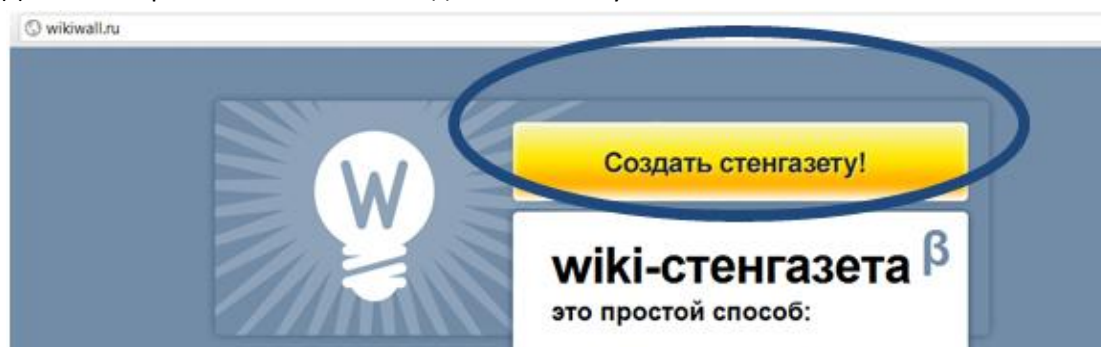 wikiwall.ru
W
Создать стенгазету!
wiki-стенгазета β
это простой способ: